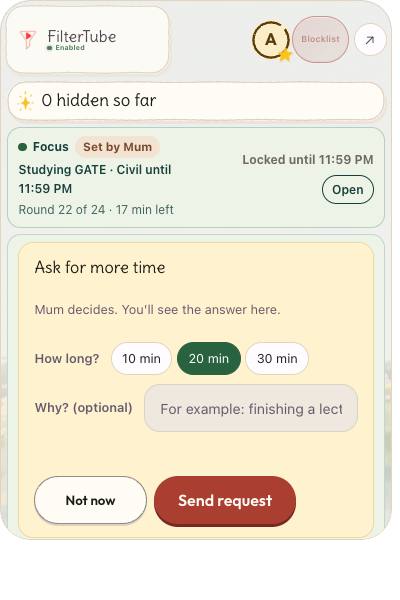 FilterTube
Enabled
A
Blocklist
0 hidden so far
Focus
Set by Mum
Studying GATE · Civil until
11:59 PM
Round 22 of 24 · 17 min left
Locked until 11:59 PM
Open
Ask for more time
Mum decides. You'll see the answer here.
How long?
10 min
20 min
30 min
Why? (optional)
For example: finishing a lect
Not now
Send request